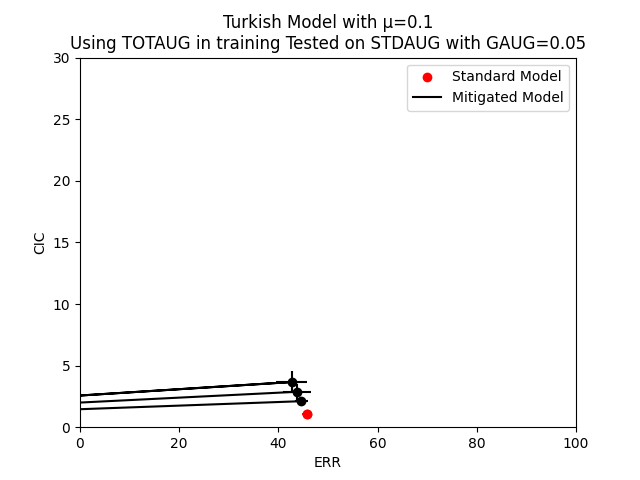 Turkish Model with μ=0.1
Using TOTAUG in training Tested on STDAUG with GAUG=0.05
Standard Model
Mitigated Model
30
25
20
15
10
5
0
CIC
0 20 40 60 80 100
ERR